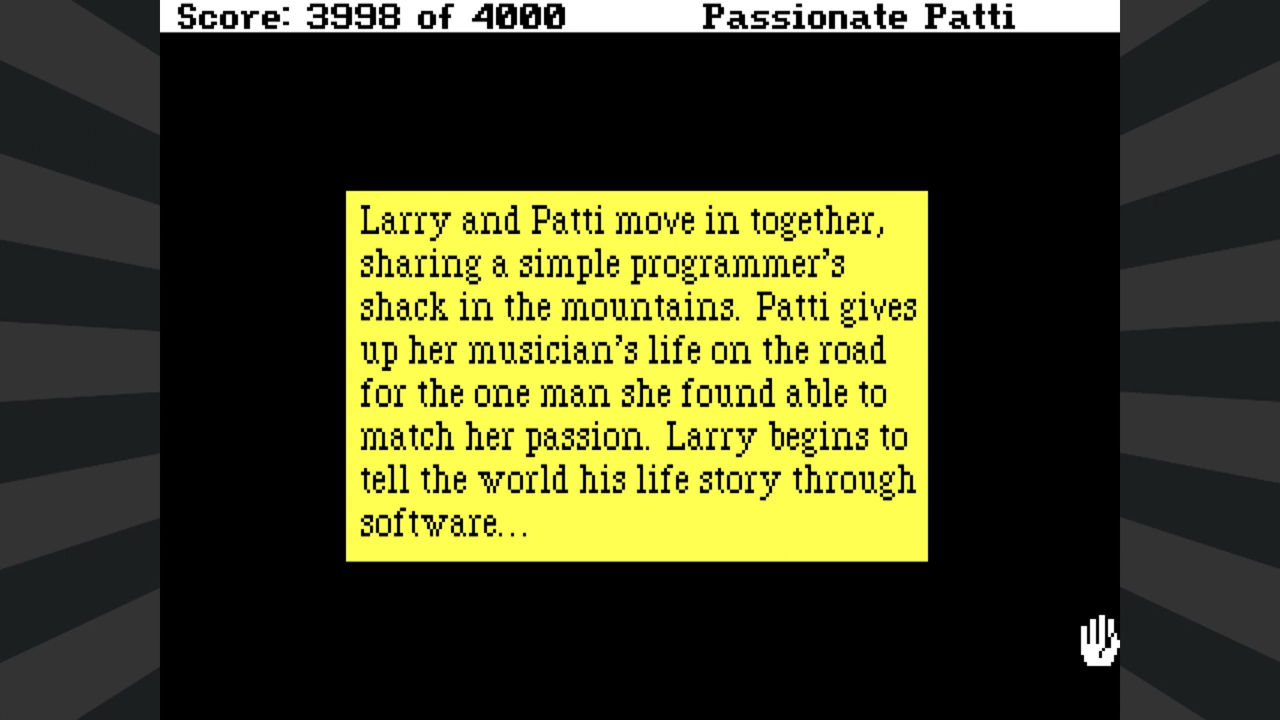 Score: 3998 of 4000 Passionate Patti
Larry and Patti move in together,
sharing a simple programmer's
shack in the mountains. Patti gives
up her musician's life on the road
for the one man she found able to
match her passion. Larry begins to
tell the world his life story through
software...